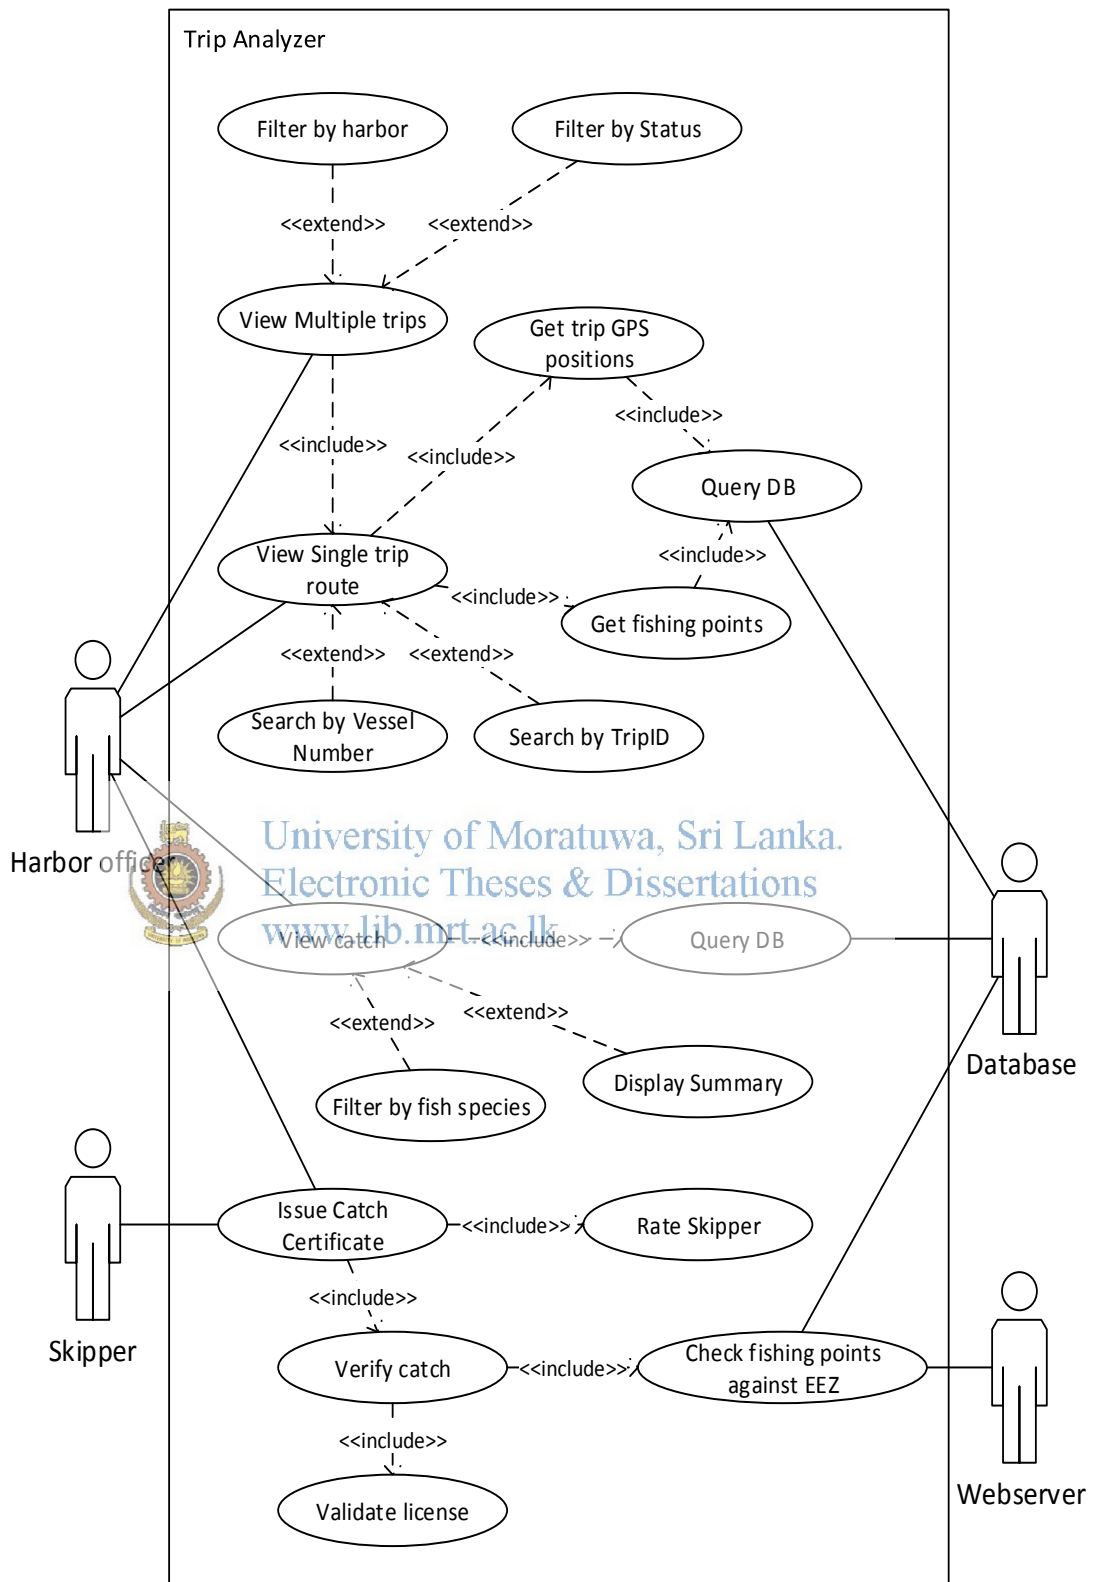 Trip Analyzer
Filter by harbor
Filter by Status
<<extend>>
<<extend>>
View Multiple trips
Get trip GPS
positions
<<include>>
<<include>>
<<include>>
Query DB
View Single trip
route
<<include>>
<<include>>
Get fishing points
<<extend>>
<<extend>>
Search by Vessel
Number
Search by TripID
Harbor officer
University of Moratuwa, Sri Lanka.
Electronic Theses & Dissertations
www.lib.mrt.ac.lk
View catch
<<include>>
Query DB
<<extend>>
<<extend>>
Database
Display Summary
Filter by fish species
Issue Catch
Certificate
<<include>>
Rate Skipper
<<include>>
Skipper
Verify catch
<<include>>
Check fishing points
against EEZ
<<include>>
Webserver
Validate license